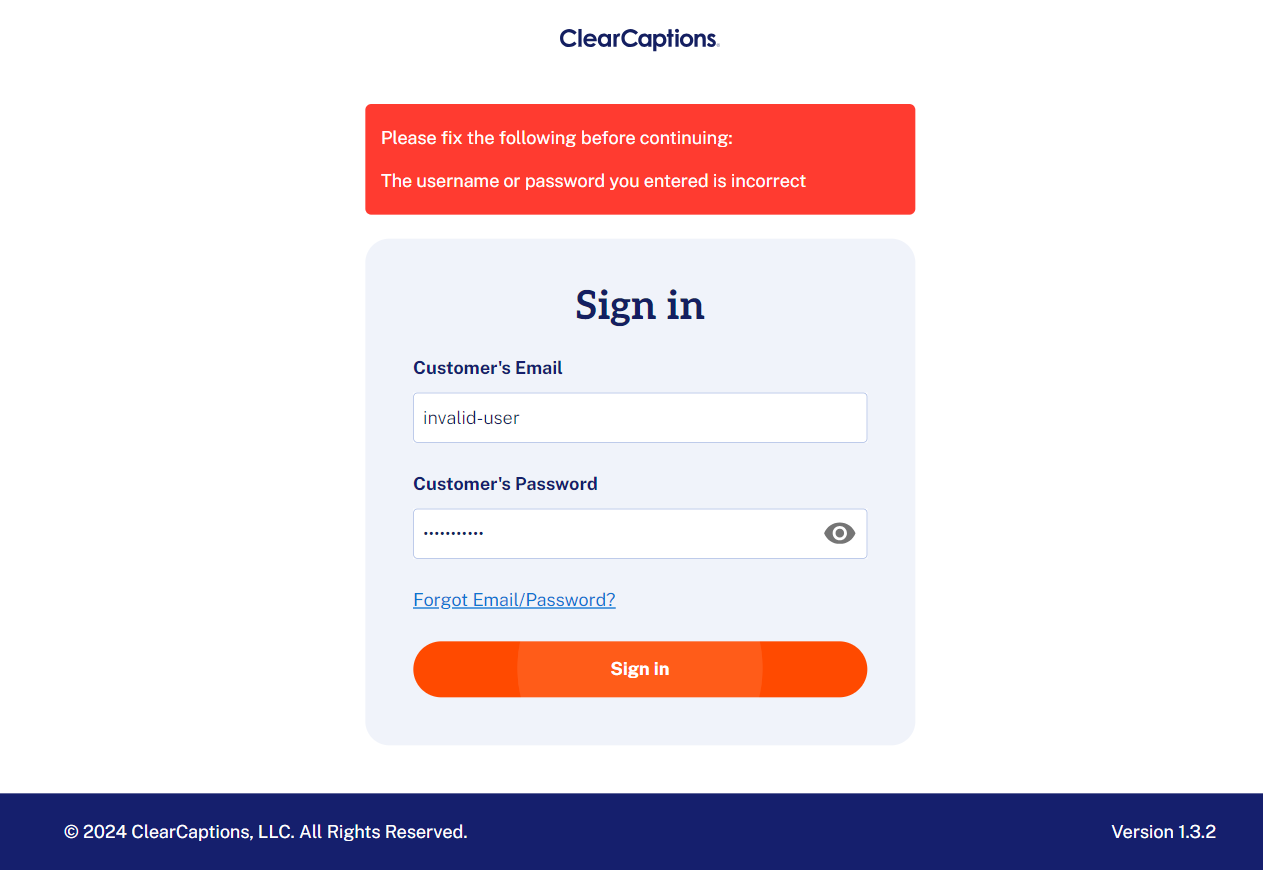 ClearCaptions
Please fix the following before continuing:
The username or password you entered is incorrect
Sign in
Customer's Email
invalid-user
Customer's Password
•••••••••••
Forgot Email/Password?
Sign in
© 2024 ClearCaptions, LLC. All Rights Reserved.
Version 1.3.2